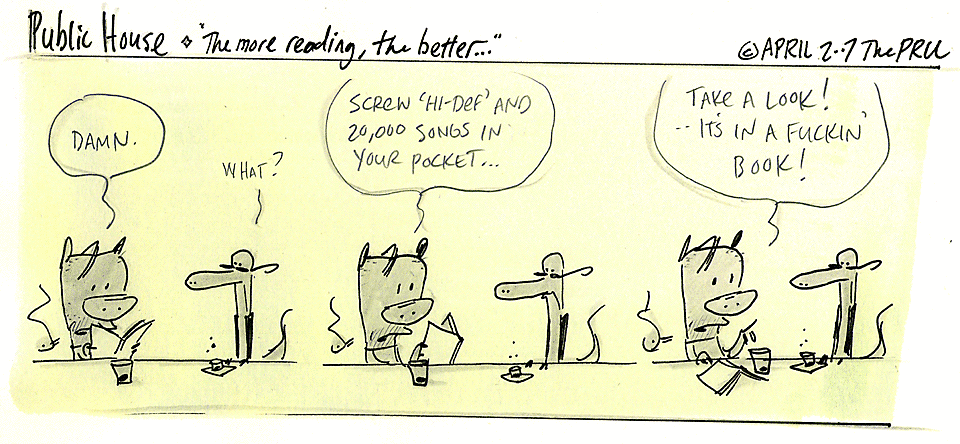 Public House ⋄ "The more reading, the better..."
© APRIL 2··7 The PRU
DAMN.
WHAT?
SCREW 'HI-DEF' AND
20,000 SONGS IN
YOUR POCKET...
TAKE A LOOK!
-- IT'S IN A FUCKIN'
BOOK!